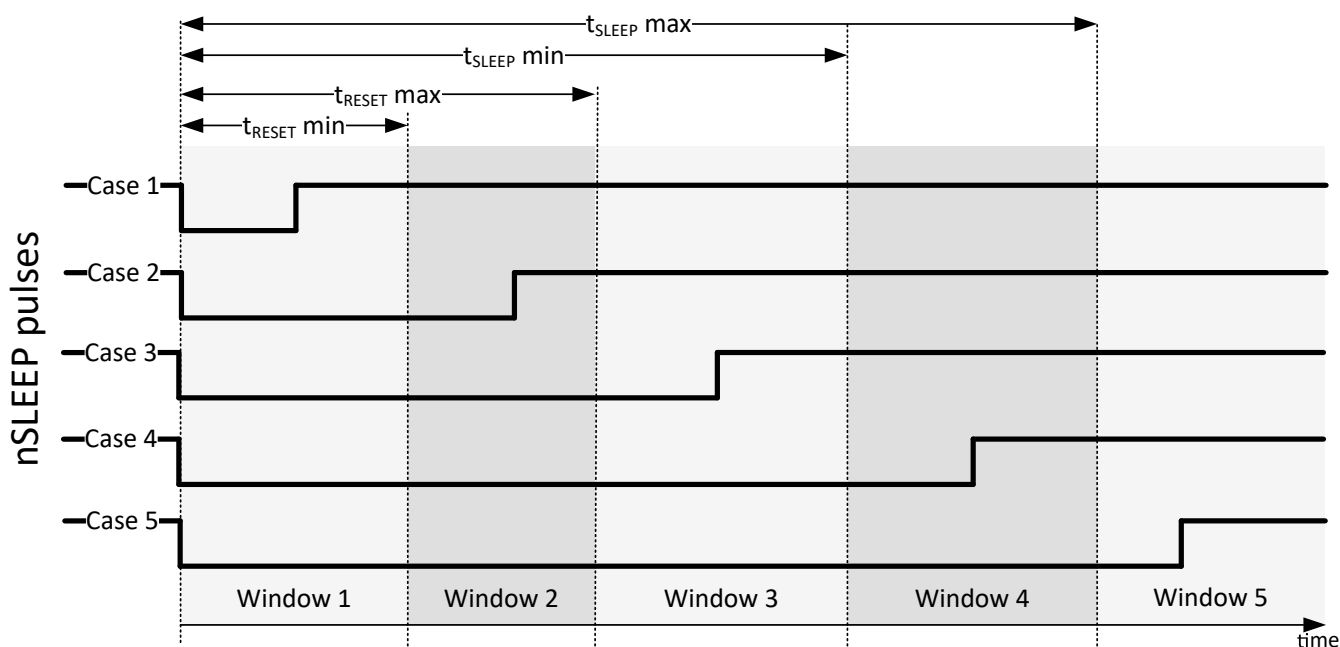 tSLEEP max
tSLEEP min
tRESET max
tRESET min
nSLEEP pulses
Case 1
Case 2
Case 3
Case 4
Case 5
Window 1
Window 2
Window 3
Window 4
Window 5
time